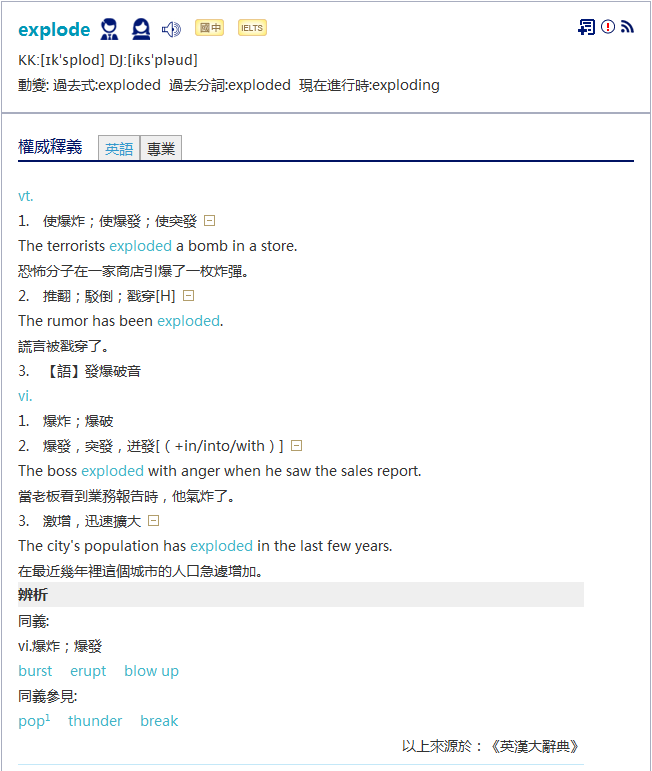 explode 國中 IELTS
KK:[ɪk'splod] DJ:[iks'pləud]
動變: 過去式:exploded 過去分詞:exploded 現在進行時:exploding
權威釋義 英語 專業
vt.
1. 使爆炸；使爆發；使突發
The terrorists exploded a bomb in a store.
恐怖分子在一家商店引爆了一枚炸彈。
2. 推翻；駁倒；戳穿[H]
The rumor has been exploded.
謊言被戳穿了。
3. 【語】發爆破音
vi.
1. 爆炸；爆破
2. 爆發，突發，迸發[（+in/into/with）]
The boss exploded with anger when he saw the sales report.
當老板看到業務報告時，他氣炸了。
3. 激增，迅速擴大
The city's population has exploded in the last few years.
在最近幾年裡這個城市的人口急遽增加。
辨析
同義:
vi.爆炸；爆發
burst erupt blow up
同義參見:
pop¹ thunder break
以上來源於：《英漢大辭典》